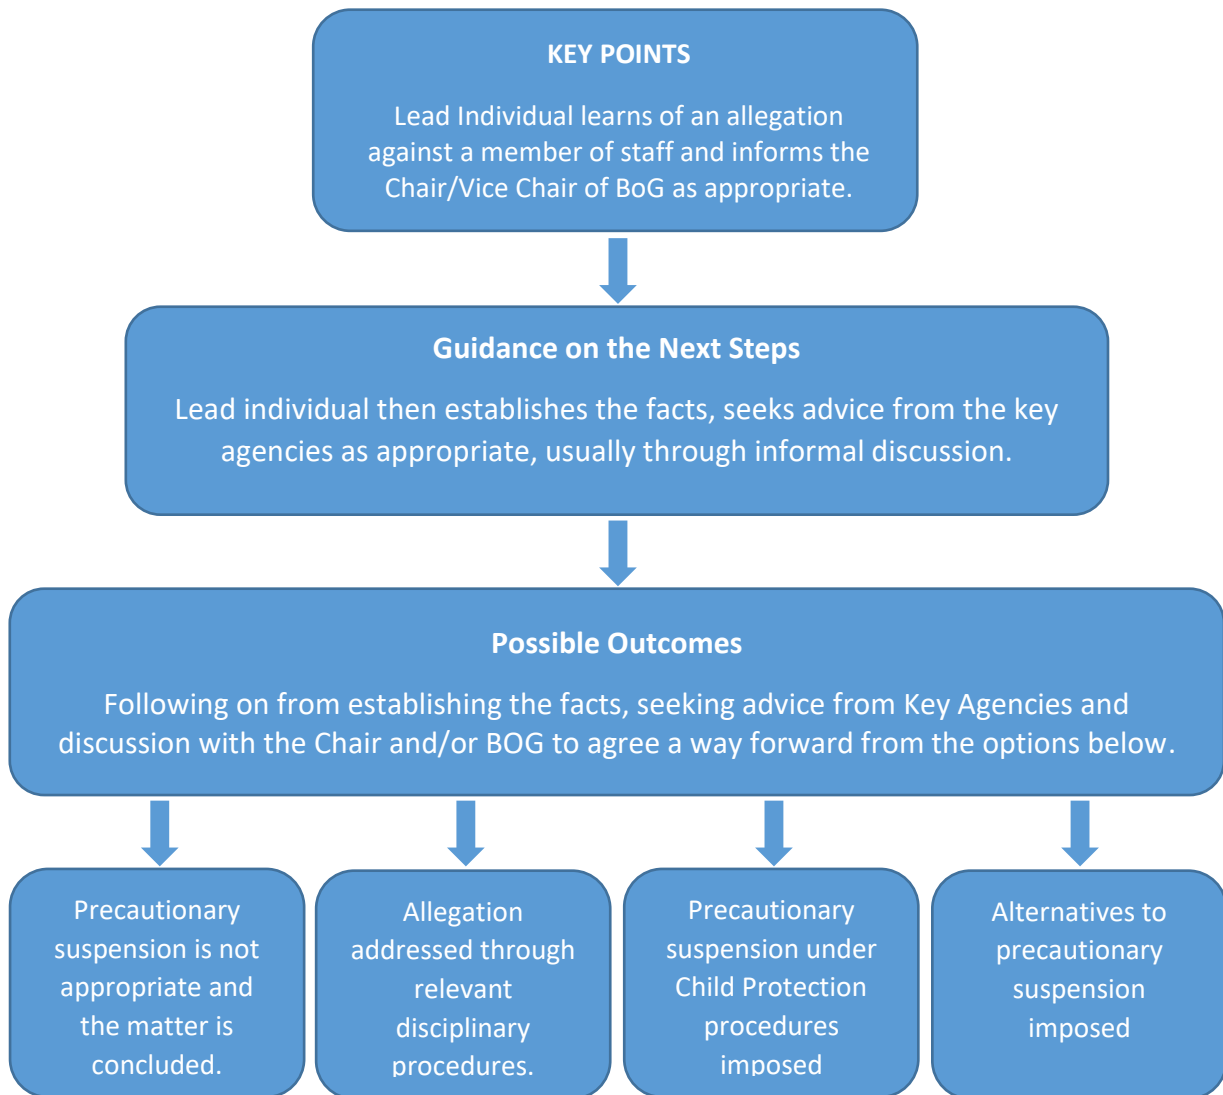 KEY POINTS
Lead Individual learns of an allegation
against a member of staff and informs the
Chair/Vice Chair of BoG as appropriate.
Guidance on the Next Steps
Lead individual then establishes the facts, seeks advice from the key
agencies as appropriate, usually through informal discussion.
Possible Outcomes
Following on from establishing the facts, seeking advice from Key Agencies and
discussion with the Chair and/or BOG to agree a way forward from the options below.
Precautionary
suspension is not
appropriate and
the matter is
concluded.
Allegation
addressed through
relevant
disciplinary
procedures.
Precautionary
suspension under
Child Protection
procedures
imposed
Alternatives to
precautionary
suspension
imposed